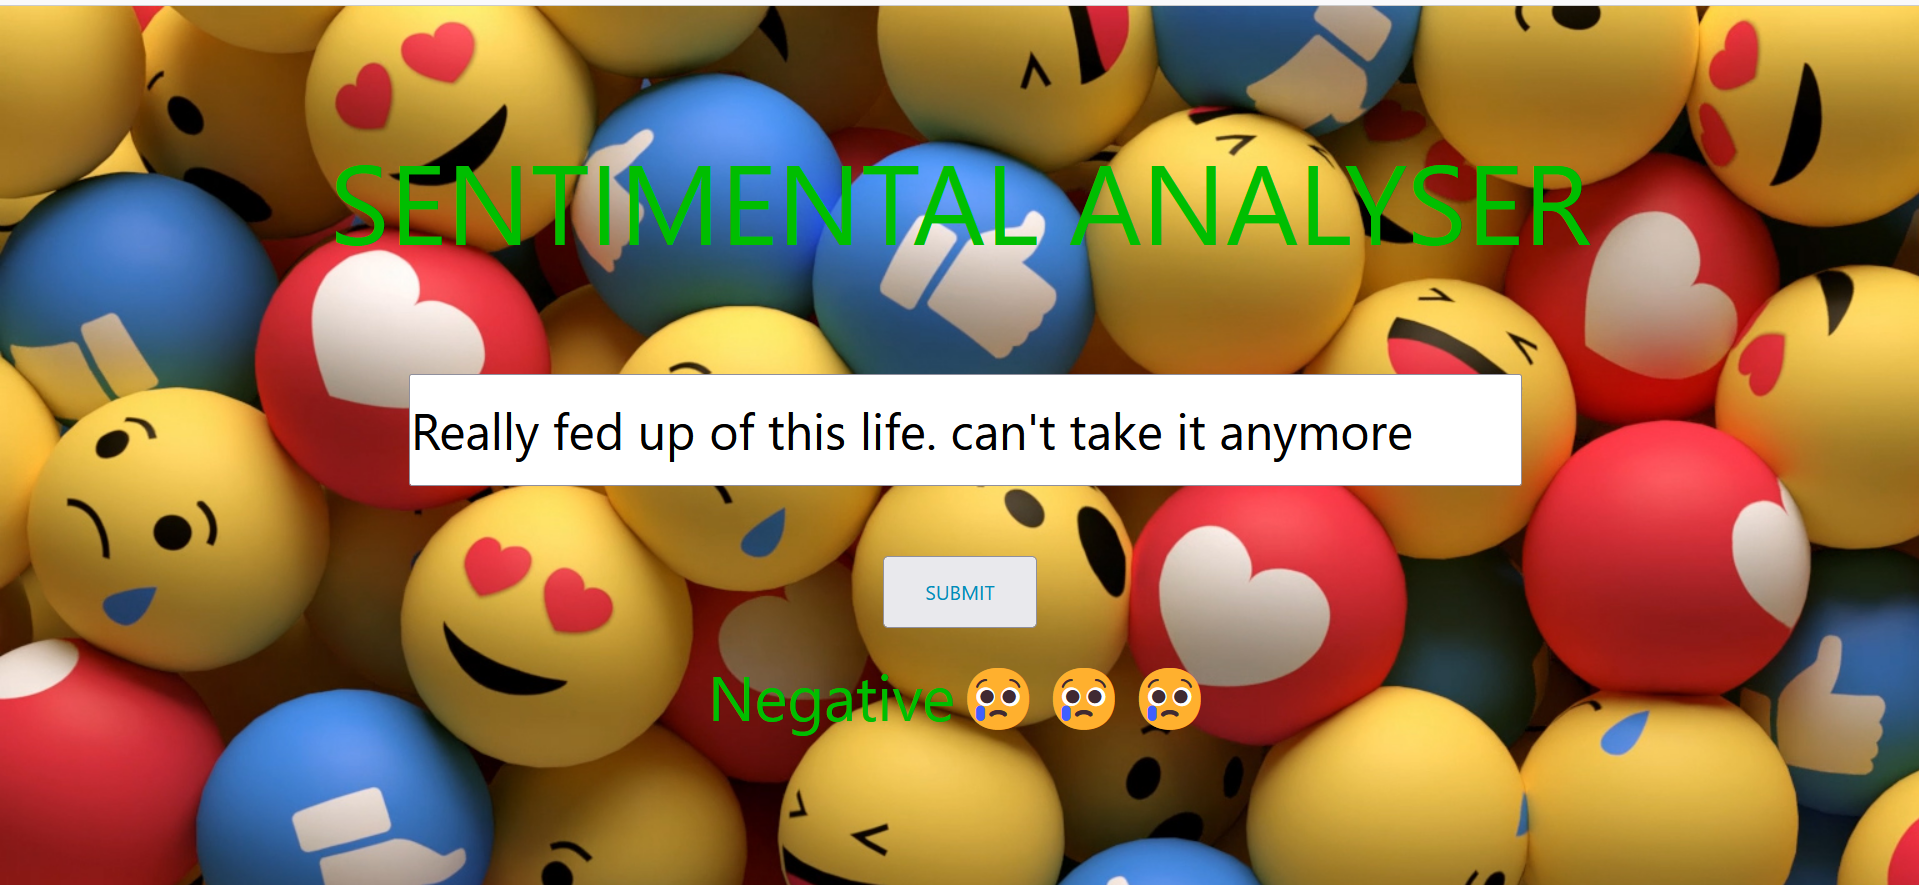 SENTIMENTAL ANALYSER
Really fed up of this life. can't take it anymore
SUBMIT
Negative😢 😢 😢